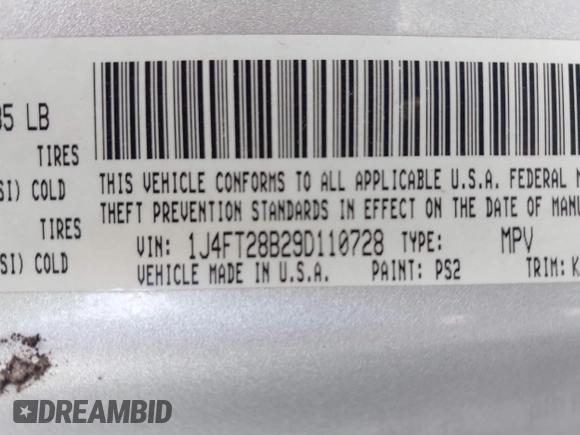 85 LB
TIRES
SI) COLD
TIRES
SI) COLD
THIS VEHICLE CONFORMS TO ALL APPLICABLE U.S.A. FEDERAL M
THEFT PREVENTION STANDARDS IN EFFECT ON THE DATE OF MANU
VIN: 1J4FT28B29D110728 TYPE: MPV
VEHICLE MADE IN U.S.A. PAINT: PS2 TRIM: K
DREAMBID